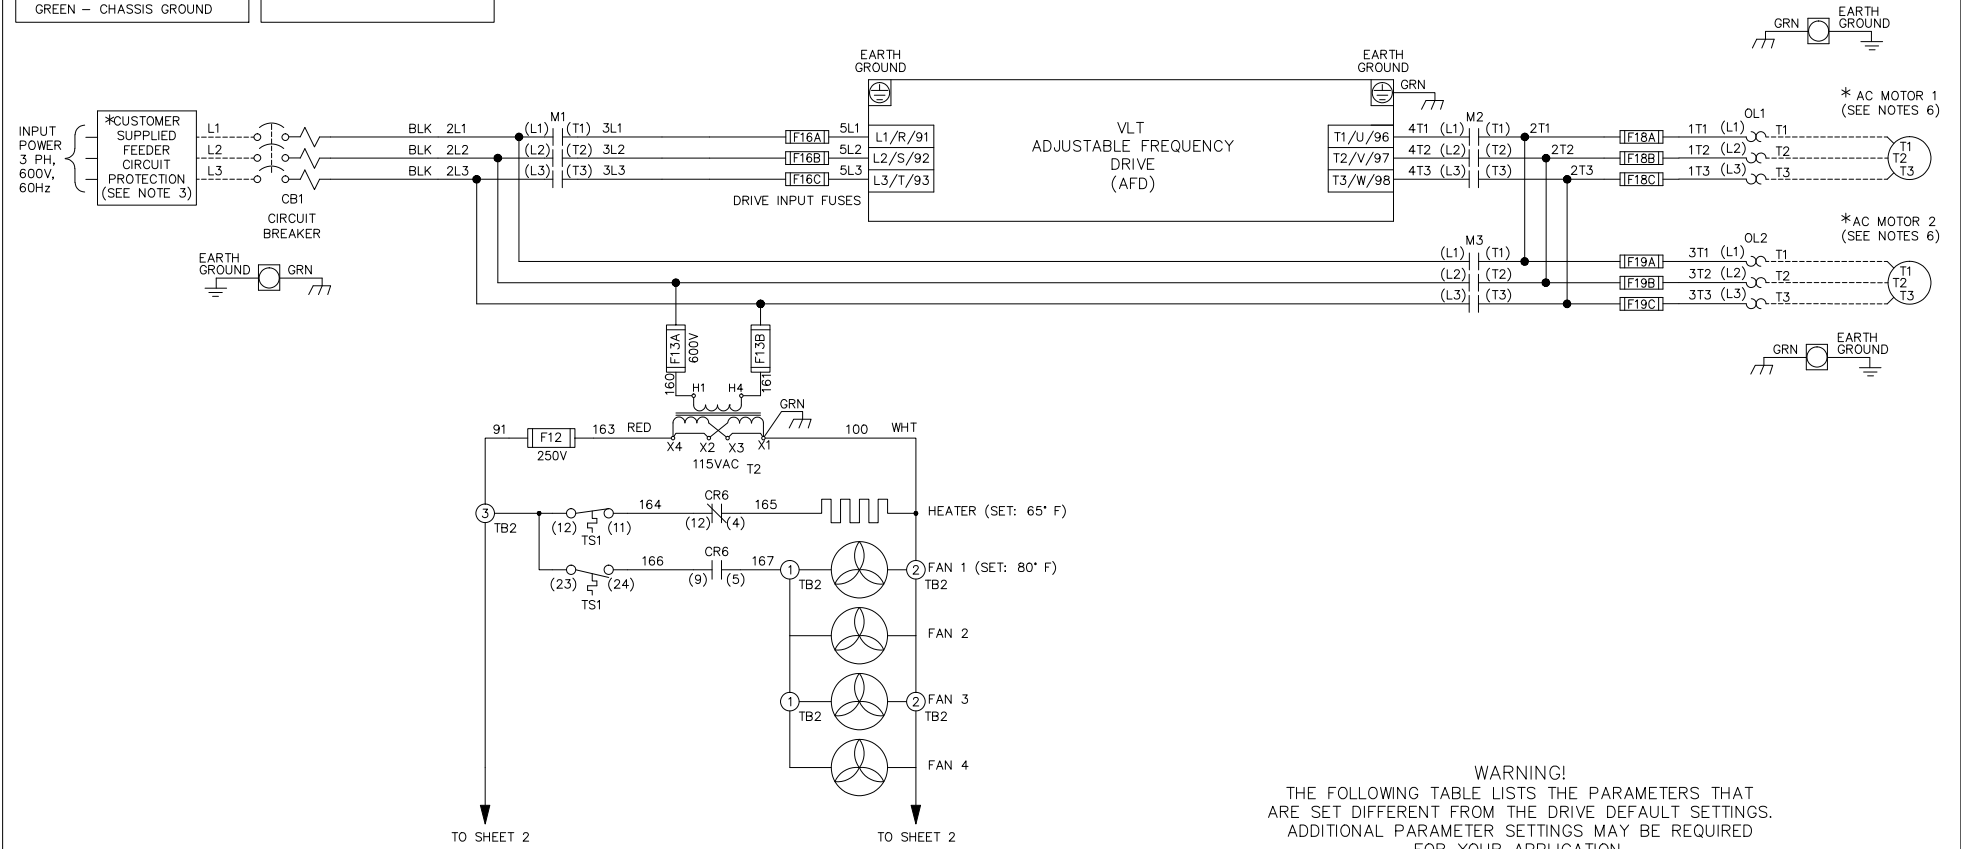 GREEN – CHASSIS GROUND
GRN
EARTH
GROUND
EARTH
GROUND
EARTH
GROUND
GRN
INPUT
POWER
3 PH,
600V,
60Hz
*CUSTOMER
SUPPLIED
FEEDER
CIRCUIT
PROTECTION
(SEE NOTE 3)
L1
L2
L3
CB1
CIRCUIT
BREAKER
BLK 2L1
BLK 2L2
BLK 2L3
M1
(L1) (T1) 3L1
(L2) (T2) 3L2
(L3) (T3) 3L3
F16A 5L1
F16B 5L2
F16C 5L3
DRIVE INPUT FUSES
L1/R/91
L2/S/92
L3/T/93
VLT
ADJUSTABLE FREQUENCY
DRIVE
(AFD)
T1/U/96
T2/V/97
T3/W/98
M2
4T1 (L1) (T1) 2T1
4T2 (L2) (T2) 2T2
4T3 (L3) (T3) 2T3
F18A 1T1 (L1) T1
F18B 1T2 (L2) T2
F18C 1T3 (L3) T3
OL1
* AC MOTOR 1
(SEE NOTES 6)
T1
T2
T3
EARTH
GROUND
GRN
M3
(L1) (T1)
(L2) (T2)
(L3) (T3)
F19A 3T1 (L1) T1
F19B 3T2 (L2) T2
F19C 3T3 (L3) T3
OL2
*AC MOTOR 2
(SEE NOTES 6)
T1
T2
T3
GRN
EARTH
GROUND
F13A
600V
F13B
160
161
H1 H4
GRN
91 F12 163 RED
250V
X4 X2 X3 X1
115VAC T2
100 WHT
3
TB2
(12) (11)
TS1
164
CR6
(12) (4)
165
HEATER (SET: 65° F)
(23) (24)
TS1
166
CR6
(9) (5)
167
1
TB2
2
TB2
FAN 1 (SET: 80° F)
FAN 2
1
TB2
2
TB2
FAN 3
FAN 4
TO SHEET 2
TO SHEET 2
WARNING!
THE FOLLOWING TABLE LISTS THE PARAMETERS THAT
ARE SET DIFFERENT FROM THE DRIVE DEFAULT SETTINGS.
ADDITIONAL PARAMETER SETTINGS MAY BE REQUIRED
FOR YOUR APPLICATION